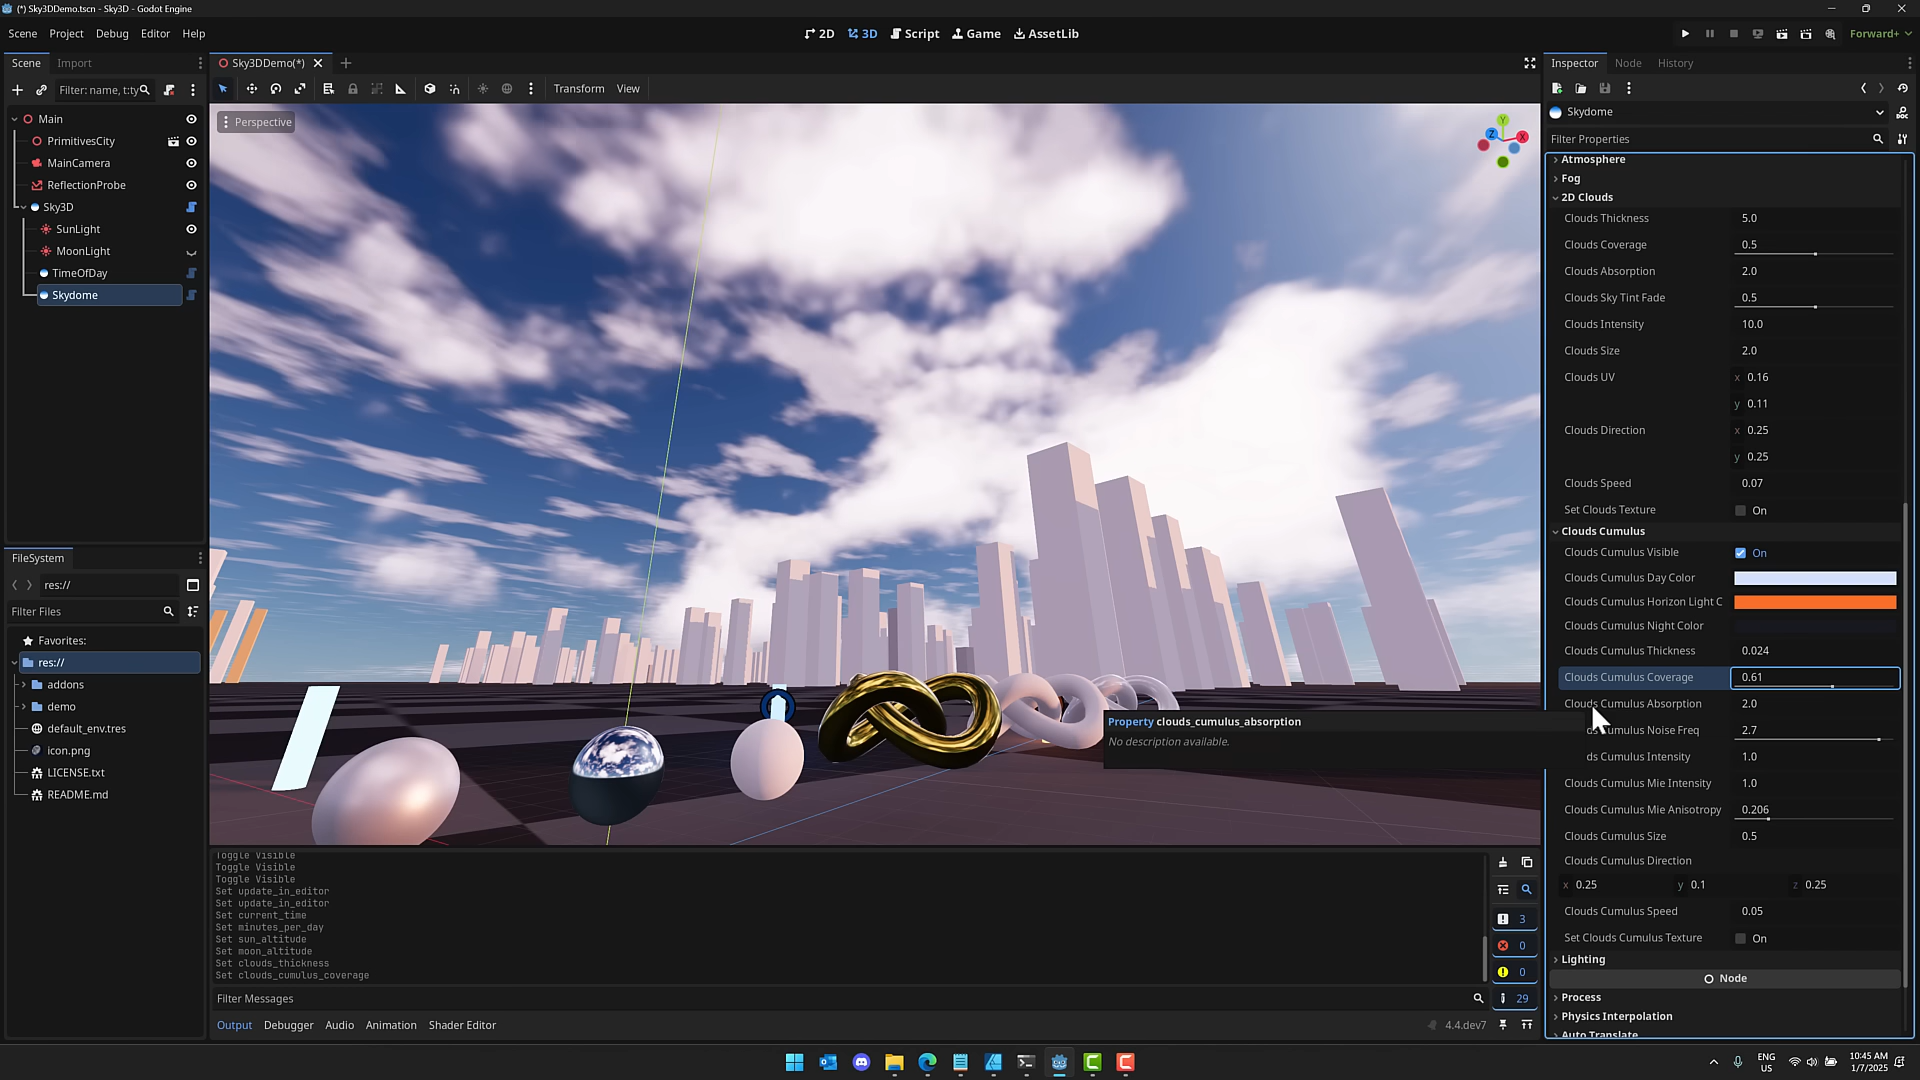 (*) Sky3DDemo.tscn - Sky3D - Godot Engine
Scene Project Debug Editor Help
2D 3D Script Game AssetLib
Forward+
Scene Import
Filter: name, t:ty
Main
PrimitivesCity
MainCamera
ReflectionProbe
Sky3D
SunLight
MoonLight
TimeOfDay
Skydome
FileSystem
res://
Filter Files
Favorites:
res://
addons
demo
default_env.tres
icon.png
LICENSE.txt
README.md
Sky3DDemo(*)
Transform View
Perspective
Y
Z
X
Property clouds_cumulus_absorption
No description available.
Toggle Visible
Toggle Visible
Toggle Visible
Set update_in_editor
Set update_in_editor
Set current_time
Set minutes_per_day
Set sun_altitude
Set moon_altitude
Set clouds_thickness
Set clouds_cumulus_coverage
3
0
0
29
Filter Messages
Output Debugger Audio Animation Shader Editor
4.4.dev7
Inspector Node History
Skydome
DOC
Filter Properties
Atmosphere
Fog
2D Clouds
Clouds Thickness 5.0
Clouds Coverage 0.5
Clouds Absorption 2.0
Clouds Sky Tint Fade 0.5
Clouds Intensity 10.0
Clouds Size 2.0
Clouds UV x 0.16
y 0.11
Clouds Direction x 0.25
y 0.25
Clouds Speed 0.07
Set Clouds Texture On
Clouds Cumulus
Clouds Cumulus Visible On
Clouds Cumulus Day Color
Clouds Cumulus Horizon Light C
Clouds Cumulus Night Color
Clouds Cumulus Thickness 0.024
Clouds Cumulus Coverage 0.61
Clouds Cumulus Absorption 2.0
ds Cumulus Noise Freq 2.7
ds Cumulus Intensity 1.0
Clouds Cumulus Mie Intensity 1.0
Clouds Cumulus Mie Anisotropy 0.206
Clouds Cumulus Size 0.5
Clouds Cumulus Direction
x 0.25 y 0.1 z 0.25
Clouds Cumulus Speed 0.05
Set Clouds Cumulus Texture On
Lighting
Node
Process
Physics Interpolation
Auto Translate
ENG
US
10:45 AM
1/7/2025